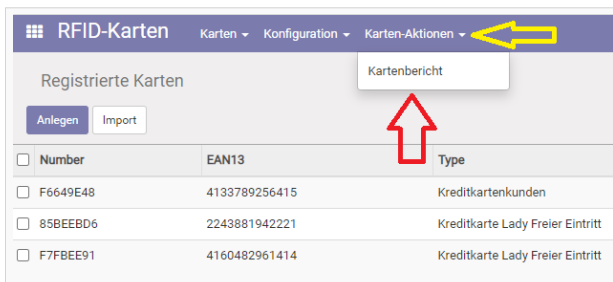 RFID-Karten Karten Konfiguration Karten-Aktionen
Kartenbericht
Registrierte Karten
Anlegen Import
Number EAN13 Type
F6649E48 4133789256415 Kreditkartenkunden
85BEEBD6 2243881942221 Kreditkarte Lady Freier Eintritt
F7FBEE91 4160482961414 Kreditkarte Lady Freier Eintritt